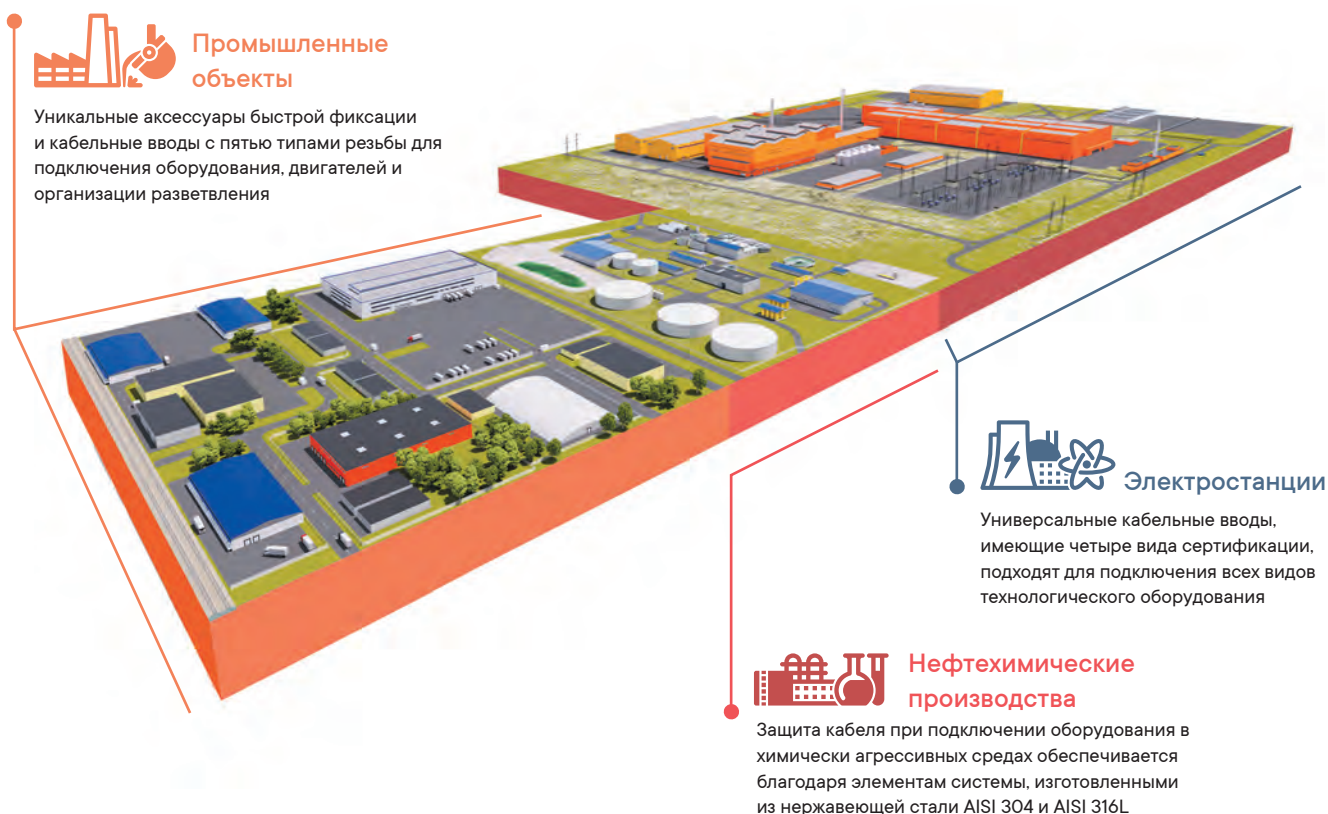 Промышленные
объекты
Уникальные аксессуары быстрой фиксации
и кабельные вводы с пятью типами резьбы для
подключения оборудования, двигателей и
организации разветвления
Электростанции
Универсальные кабельные вводы,
имеющие четыре вида сертификации,
подходят для подключения всех видов
технологического оборудования
Нефтехимические
производства
Защита кабеля при подключении оборудования в
химически агрессивных средах обеспечивается
благодаря элементам системы, изготовленными
из нержавеющей стали AISI 304 и AISI 316L